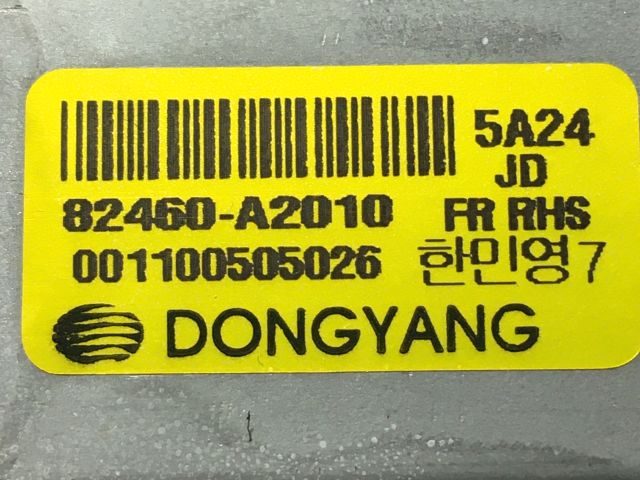 5A24
JD
82460-A2010 FR RHS
001100505026 한민영7
DONGYANG